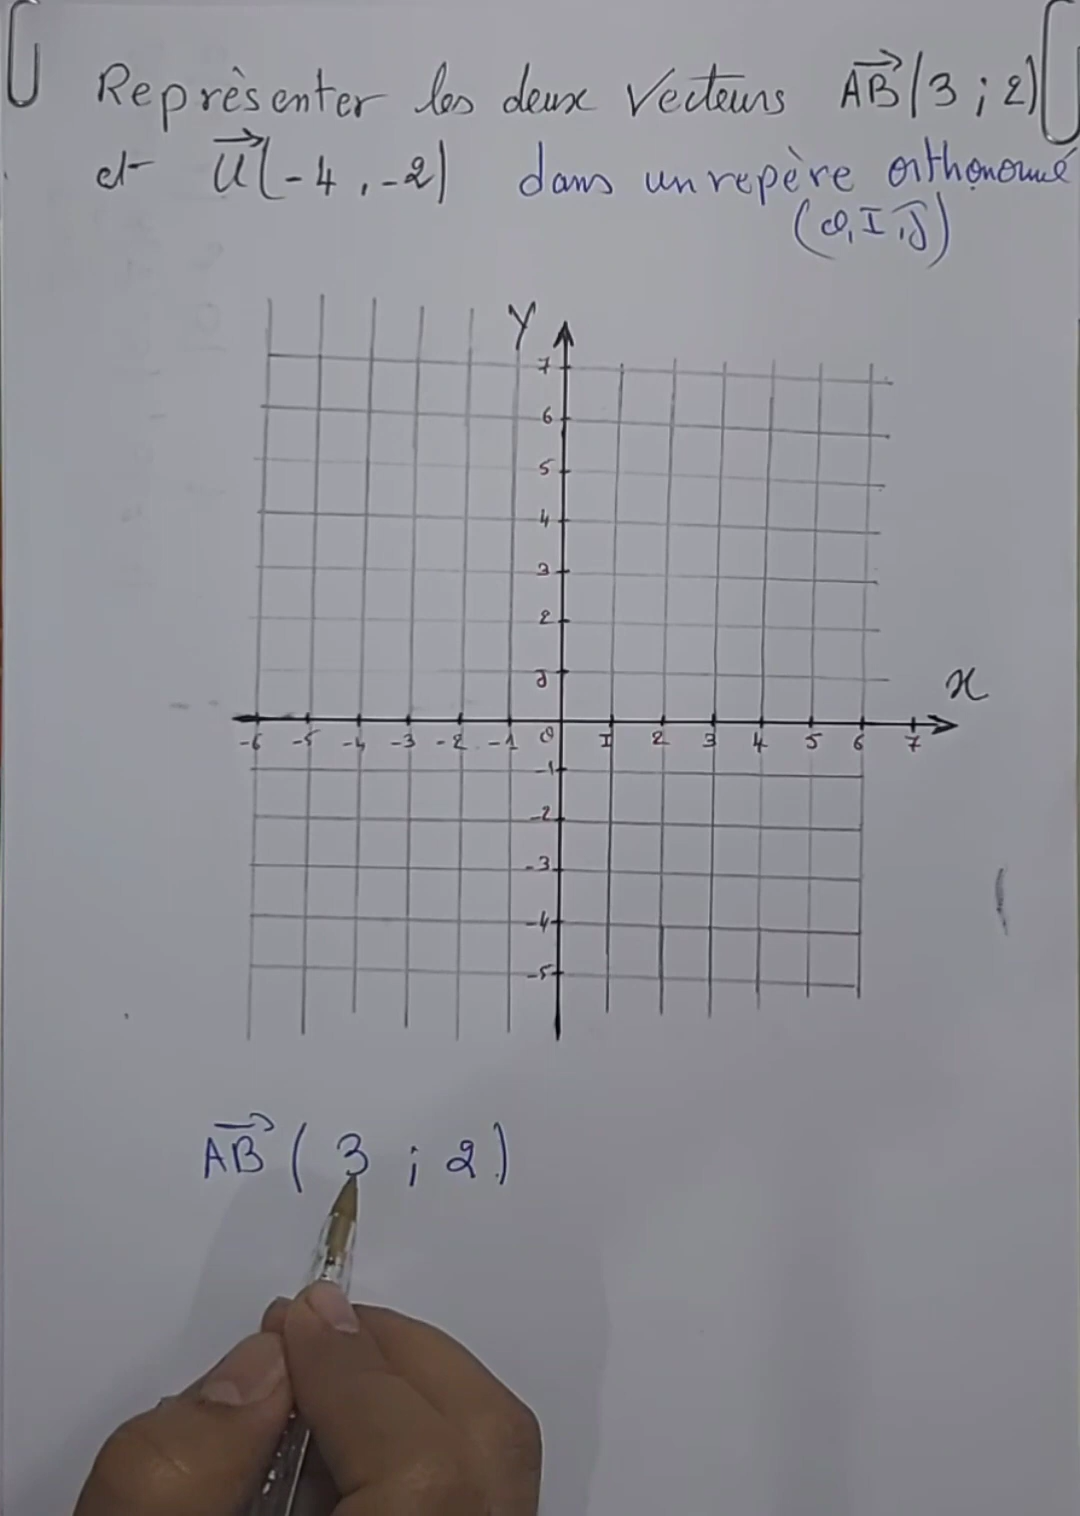 Reprèsenter les deux vecteurs AB(3 ; 2)
et U(-4 , -2) dans un repère orthonormé
(O, I, J)
Y
7
6
5
4
3
2
J
x
-6 -5 -4 -3 -2 -1 O I 2 3 4 5 6 7
-1
-2
-3
-4
-5
AB ( 3 ; 2 )